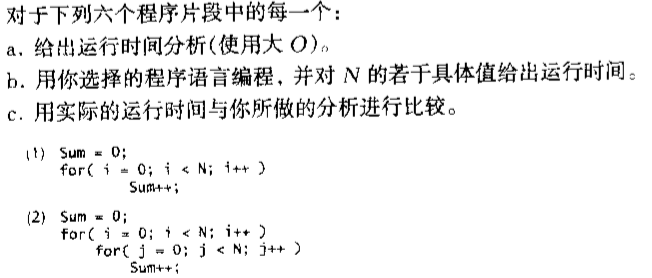 对于下列六个程序片段中的每一个：
a. 给出运行时间分析(使用大 O)。
b. 用你选择的程序语言编程，并对 N 的若干具体值给出运行时间。
c. 用实际的运行时间与你所做的分析进行比较。
(1) Sum = 0;
for( i = 0; i < N; i++ )
Sum++;
(2) Sum = 0;
for( i = 0; i < N; i++ )
for( j = 0; j < N; j++ )
Sum++;